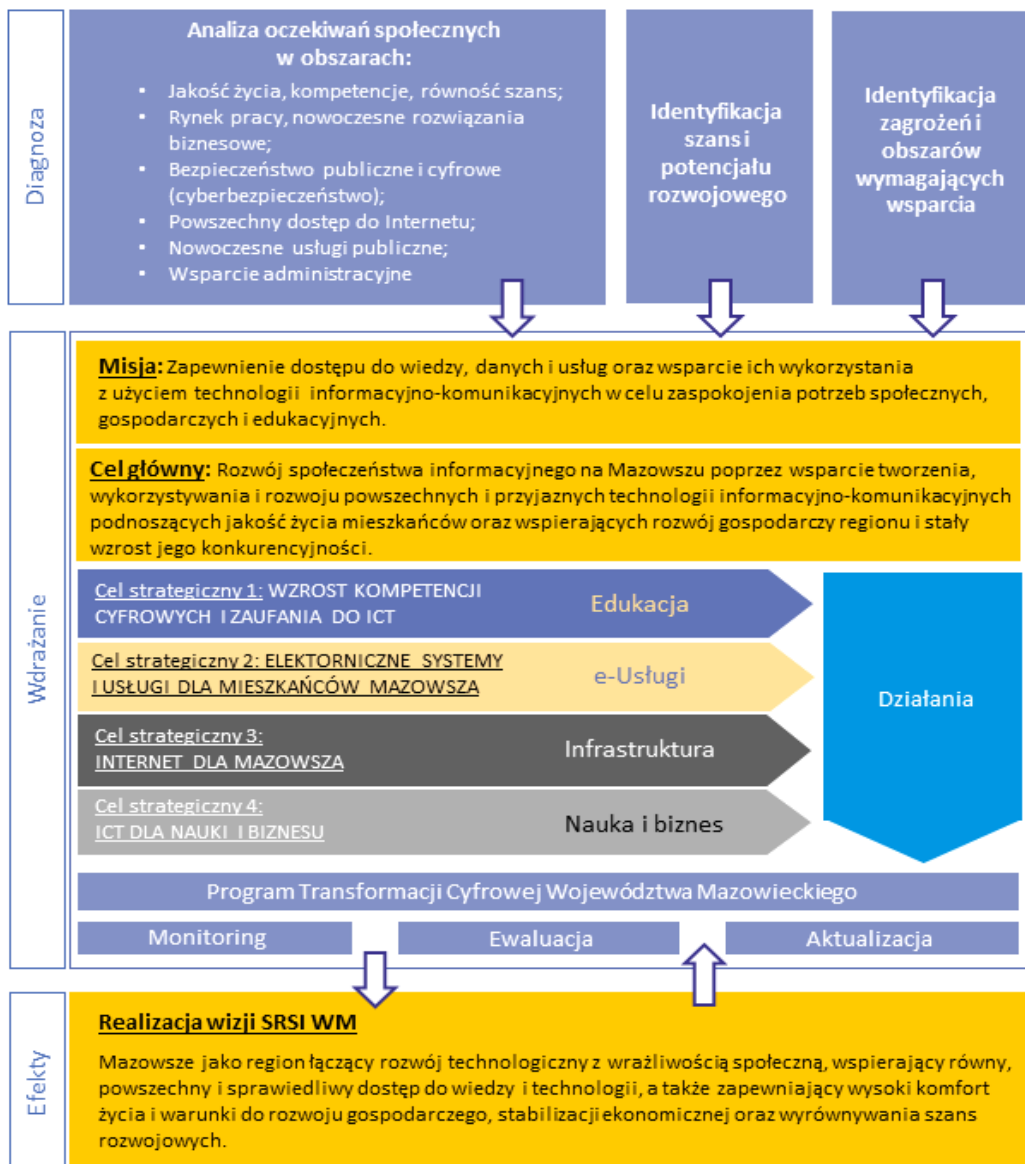 Diagnoza
Analiza oczekiwań społecznych
w obszarach:
• Jakość życia, kompetencje, równość szans;
• Rynek pracy, nowoczesne rozwiązania
biznesowe;
• Bezpieczeństwo publiczne i cyfrowe
(cyberbezpieczeństwo);
• Powszechny dostęp do Internetu;
• Nowoczesne usługi publiczne;
• Wsparcie administracyjne
Identyfikacja
szans i
potencjału
rozwojowego
Identyfikacja
zagrożeń i
obszarów
wymagających
wsparcia
Wdrażanie
Misja: Zapewnienie dostępu do wiedzy, danych i usług oraz wsparcie ich wykorzystania
z użyciem technologii informacyjno-komunikacyjnych w celu zaspokojenia potrzeb społecznych,
gospodarczych i edukacyjnych.
Cel główny: Rozwój społeczeństwa informacyjnego na Mazowszu poprzez wsparcie tworzenia,
wykorzystywania i rozwoju powszechnych i przyjaznych technologii informacyjno-komunikacyjnych
podnoszących jakość życia mieszkańców oraz wspierających rozwój gospodarczy regionu i stały
wzrost jego konkurencyjności.
Cel strategiczny 1: WZROST KOMPETENCJI
CYFROWYCH I ZAUFANIA DO ICT
Edukacja
Cel strategiczny 2: ELEKTORNICZNE SYSTEMY
I USŁUGI DLA MIESZKAŃCÓW MAZOWSZA
e-Usługi
Cel strategiczny 3:
INTERNET DLA MAZOWSZA
Infrastruktura
Cel strategiczny 4:
ICT DLA NAUKI I BIZNESU
Nauka i biznes
Działania
Program Transformacji Cyfrowej Województwa Mazowieckiego
Monitoring
Ewaluacja
Aktualizacja
Efekty
Realizacja wizji SRSI WM
Mazowsze jako region łączący rozwój technologiczny z wrażliwością społeczną, wspierający równy,
powszechny i sprawiedliwy dostęp do wiedzy i technologii, a także zapewniający wysoki komfort
życia i warunki do rozwoju gospodarczego, stabilizacji ekonomicznej oraz wyrównywania szans
rozwojowych.